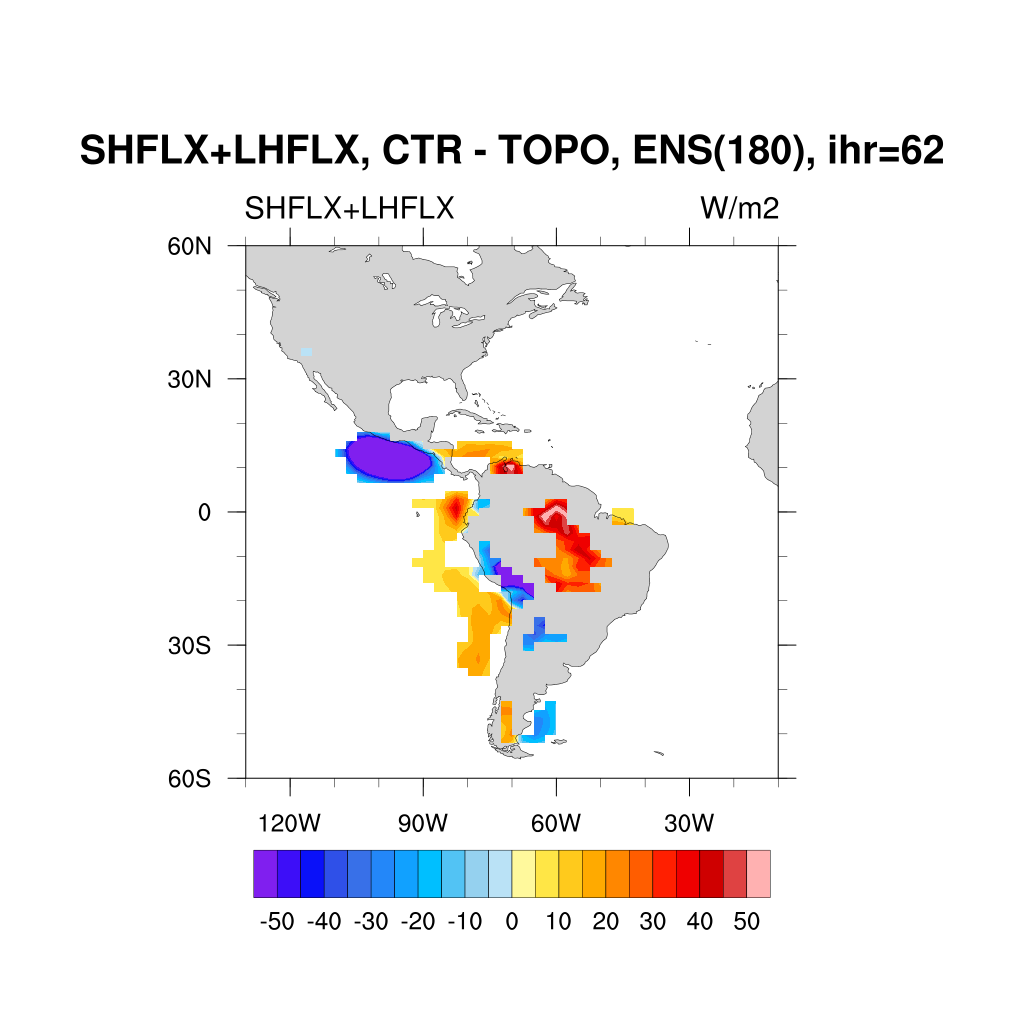 SHFLX+LHFLX, CTR - TOPO, ENS(180), ihr=62
SHFLX+LHFLX W/m2
60N
30N
0
30S
60S
120W 90W 60W 30W
-50 -40 -30 -20 -10 0 10 20 30 40 50